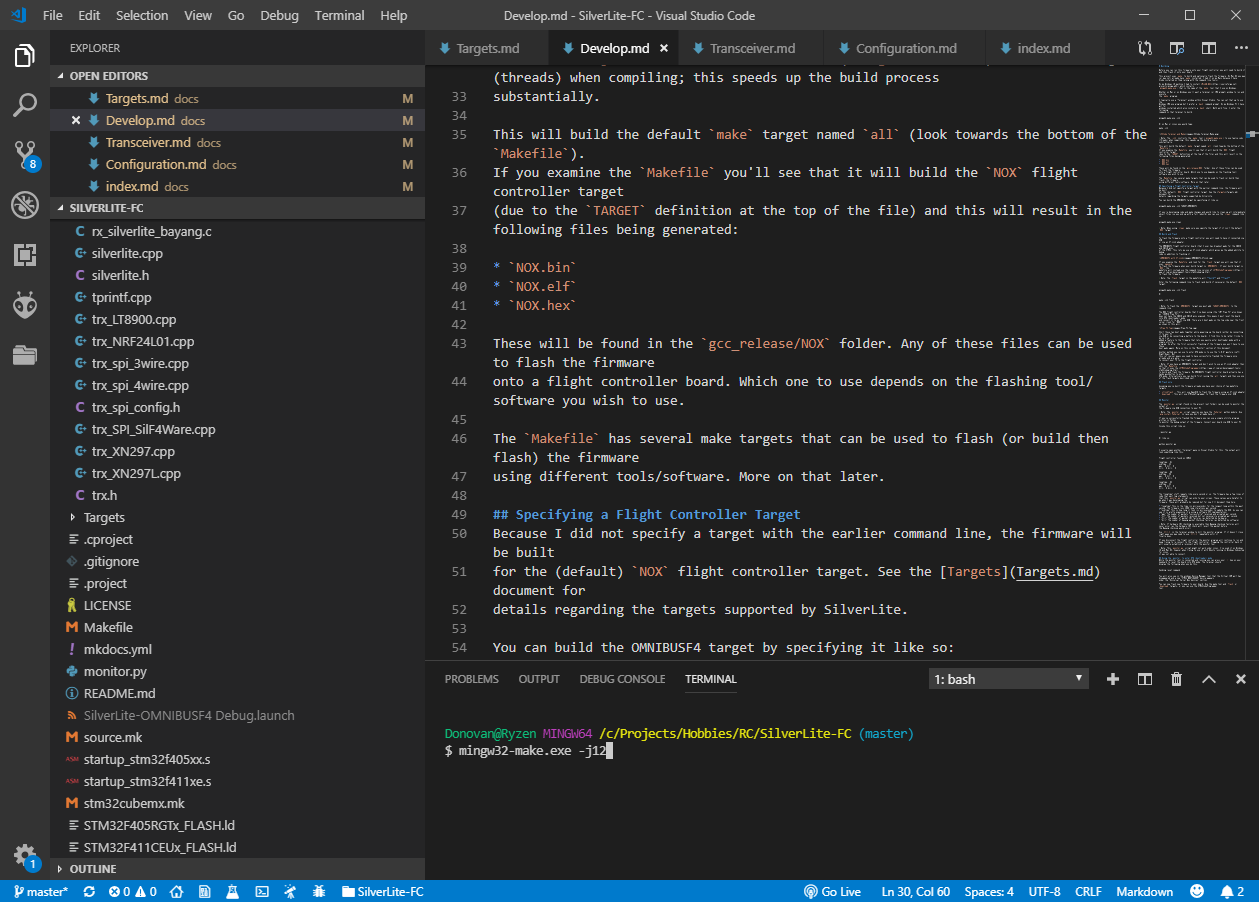 File Edit Selection View Go Debug Terminal Help Develop.md - SilverLite-FC - Visual Studio Code
EXPLORER
OPEN EDITORS
Targets.md docs M
Develop.md docs M
Transceiver.md docs M
Configuration.md docs M
index.md docs M
SILVERLITE-FC
rx_silverlite_bayang.c
silverlite.cpp
silverlite.h
tprintf.cpp
trx_LT8900.cpp
trx_NRF24L01.cpp
trx_spi_3wire.cpp
trx_spi_4wire.cpp
trx_spi_config.h
trx_SPI_SilF4Ware.cpp
trx_XN297.cpp
trx_XN297L.cpp
trx.h
Targets
.cproject
.gitignore
.project
LICENSE
Makefile
mkdocs.yml
monitor.py
README.md
SilverLite-OMNIBUSF4 Debug.launch
source.mk
startup_stm32f405xx.s
startup_stm32f411xe.s
stm32cubemx.mk
STM32F405RGTx_FLASH.ld
STM32F411CEUx_FLASH.ld
OUTLINE
8
1
Targets.md Develop.md Transceiver.md Configuration.md index.md
(threads) when compiling; this speeds up the build process
33 substantially.
34
35 This will build the default `make` target named `all` (look towards the bottom of the
`Makefile`).
36 If you examine the `Makefile` you'll see that it will build the `NOX` flight
controller target
37 (due to the `TARGET` definition at the top of the file) and this will result in the
following files being generated:
38
39 * `NOX.bin`
40 * `NOX.elf`
41 * `NOX.hex`
42
43 These will be found in the `gcc_release/NOX` folder. Any of these files can be used
to flash the firmware
44 onto a flight controller board. Which one to use depends on the flashing tool/
software you wish to use.
45
46 The `Makefile` has several make targets that can be used to flash (or build then
flash) the firmware
47 using different tools/software. More on that later.
48
49 ## Specifying a Flight Controller Target
50 Because I did not specify a target with the earlier command line, the firmware will
be built
51 for the (default) `NOX` flight controller target. See the [Targets](Targets.md)
document for
52 details regarding the targets supported by SilverLite.
53
54 You can build the OMNIBUSF4 target by specifying it like so:
PROBLEMS OUTPUT DEBUG CONSOLE TERMINAL 1: bash
Donovan@Ryzen MINGW64 /c/Projects/Hobbies/RC/SilverLite-FC (master)
$ mingw32-make.exe -j12
master* 0 0 SilverLite-FC Go Live Ln 30, Col 60 Spaces: 4 UTF-8 CRLF Markdown 2